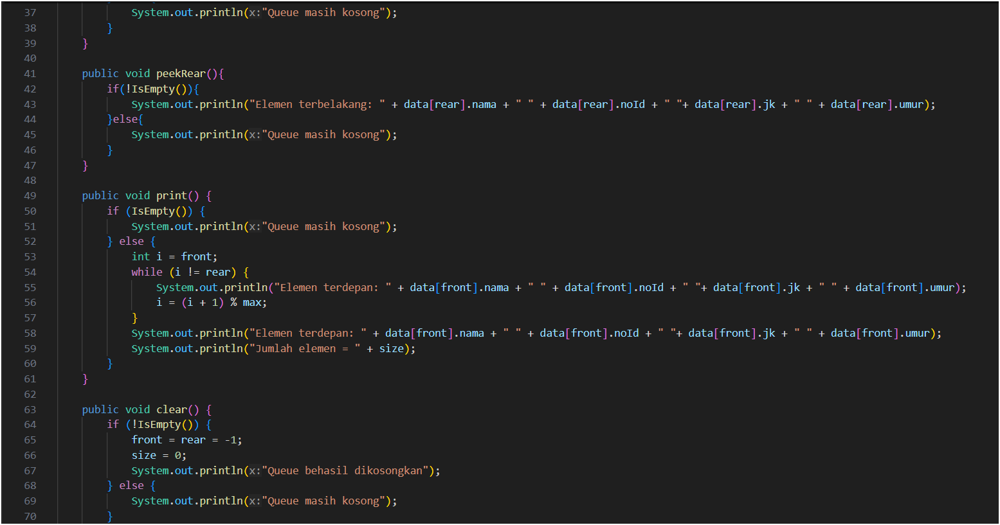 37 System.out.println(x:"Queue masih kosong");
38 }
39 }
40
41 public void peekRear(){
42 if(!IsEmpty()){
43 System.out.println("Elemen terbelakang: " + data[rear].nama + " " + data[rear].noId + " "+ data[rear].jk + " " + data[rear].umur);
44 }else{
45 System.out.println(x:"Queue masih kosong");
46 }
47 }
48
49 public void print() {
50 if (IsEmpty()) {
51 System.out.println(x:"Queue masih kosong");
52 } else {
53 int i = front;
54 while (i != rear) {
55 System.out.println("Elemen terdepan: " + data[front].nama + " " + data[front].noId + " "+ data[front].jk + " " + data[front].umur);
56 i = (i + 1) % max;
57 }
58 System.out.println("Elemen terdepan: " + data[front].nama + " " + data[front].noId + " "+ data[front].jk + " " + data[front].umur);
59 System.out.println("Jumlah elemen = " + size);
60 }
61 }
62
63 public void clear() {
64 if (!IsEmpty()) {
65 front = rear = -1;
66 size = 0;
67 System.out.println(x:"Queue behasil dikosongkan");
68 } else {
69 System.out.println(x:"Queue masih kosong");
70 }